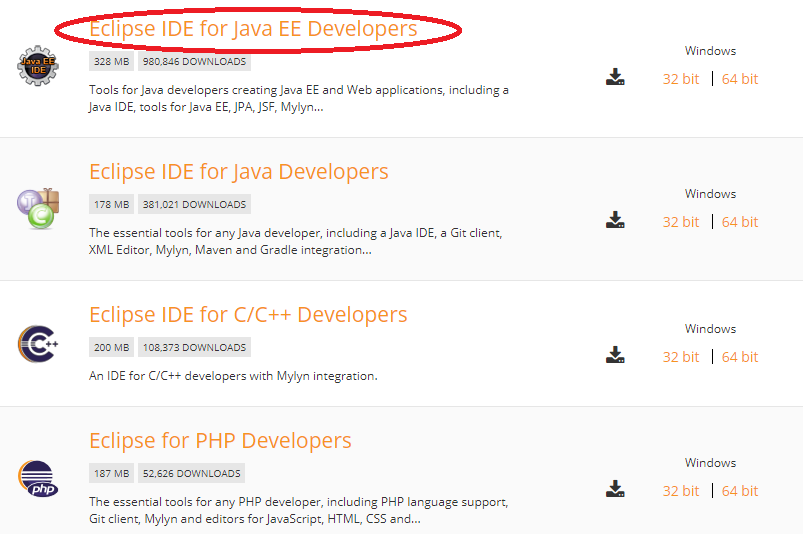 Eclipse IDE for Java EE Developers
Java EE
IDE
328 MB 980,846 DOWNLOADS
Windows
32 bit | 64 bit
Tools for Java developers creating Java EE and Web applications, including a
Java IDE, tools for Java EE, JPA, JSF, Mylyn...
Eclipse IDE for Java Developers
J
C
178 MB 381,021 DOWNLOADS
Windows
32 bit | 64 bit
The essential tools for any Java developer, including a Java IDE, a Git client,
XML Editor, Mylyn, Maven and Gradle integration...
Eclipse IDE for C/C++ Developers
C++
200 MB 108,373 DOWNLOADS
Windows
32 bit | 64 bit
An IDE for C/C++ developers with Mylyn integration.
Eclipse for PHP Developers
php
187 MB 52,626 DOWNLOADS
Windows
32 bit | 64 bit
The essential tools for any PHP developer, including PHP language support,
Git client, Mylyn and editors for JavaScript, HTML, CSS and...